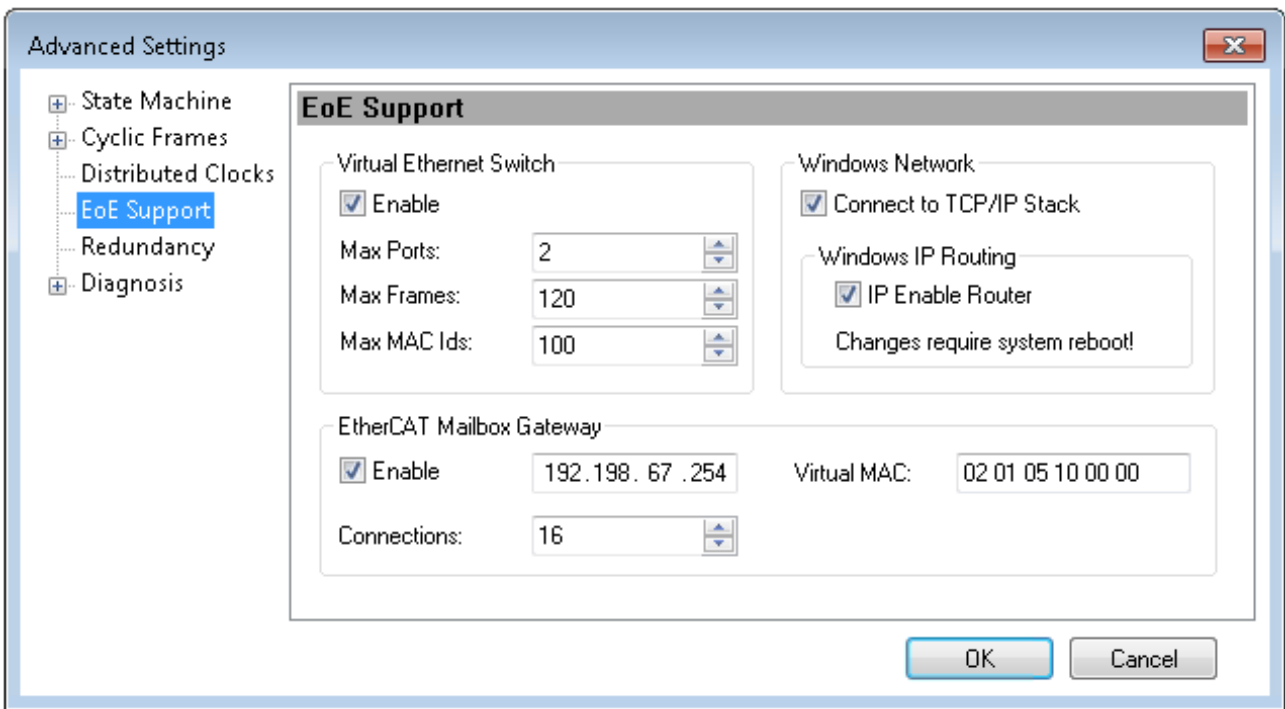 Advanced Settings
State Machine
Cyclic Frames
Distributed Clocks
EoE Support
Redundancy
Diagnosis
EoE Support
Virtual Ethernet Switch
Enable
Max Ports: 2
Max Frames: 120
Max MAC Ids: 100
Windows Network
Connect to TCP/IP Stack
Windows IP Routing
IP Enable Router
Changes require system reboot!
EtherCAT Mailbox Gateway
Enable 192.198. 67 .254 Virtual MAC: 02 01 05 10 00 00
Connections: 16
OK Cancel